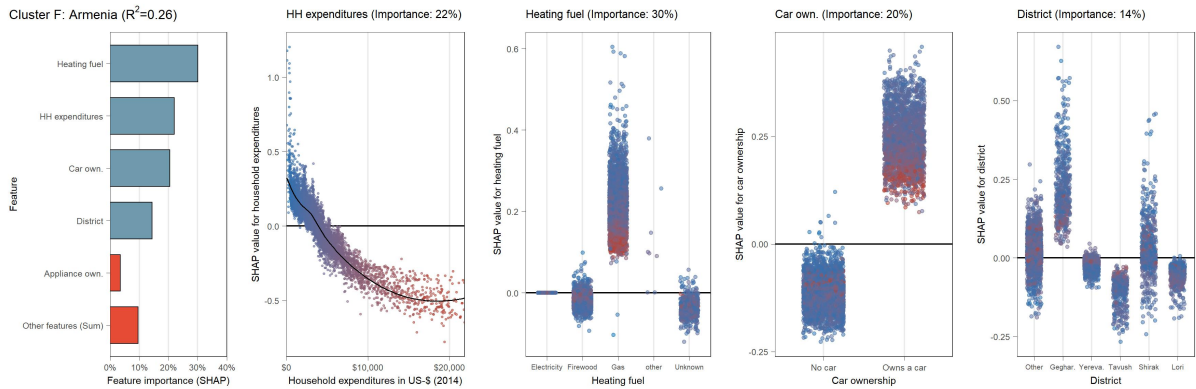 Cluster F: Armenia (R²=0.26)
Feature
Heating fuel
HH expenditures
Car own.
District
Appliance own.
Other features (Sum)
0% 10% 20% 30% 40%
Feature importance (SHAP)
HH expenditures (Importance: 22%)
SHAP value for household expenditures
1.0
0.5
0.0
-0.5
$0 $10,000 $20,000
Household expenditures in US-$ (2014)
Heating fuel (Importance: 30%)
SHAP value for heating fuel
0.6
0.4
0.2
0.0
Electricity Firewood Gas other Unknown
Heating fuel
Car own. (Importance: 20%)
SHAP value for car ownership
0.25
0.00
-0.25
No car Owns a car
Car ownership
District (Importance: 14%)
SHAP value for district
0.50
0.25
0.00
-0.25
Other Geghar. Yereva. Tavush Shirak Lori
District